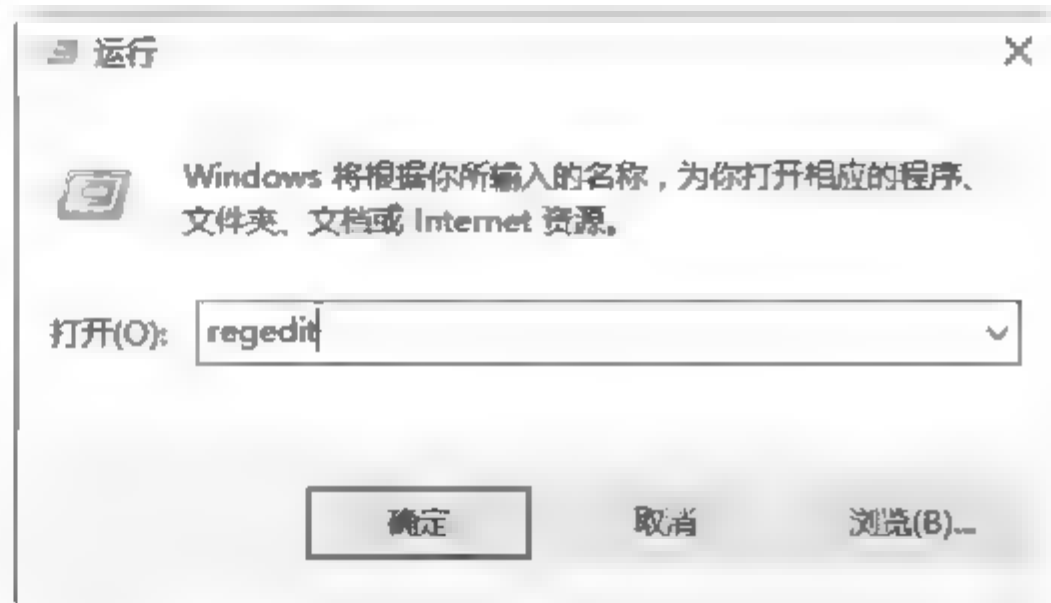 运行
Windows 将根据你所输入的名称，为你打开相应的程序、
文件夹、文档或 Internet 资源。
打开(O): regedit
确定 取消 浏览(B)...